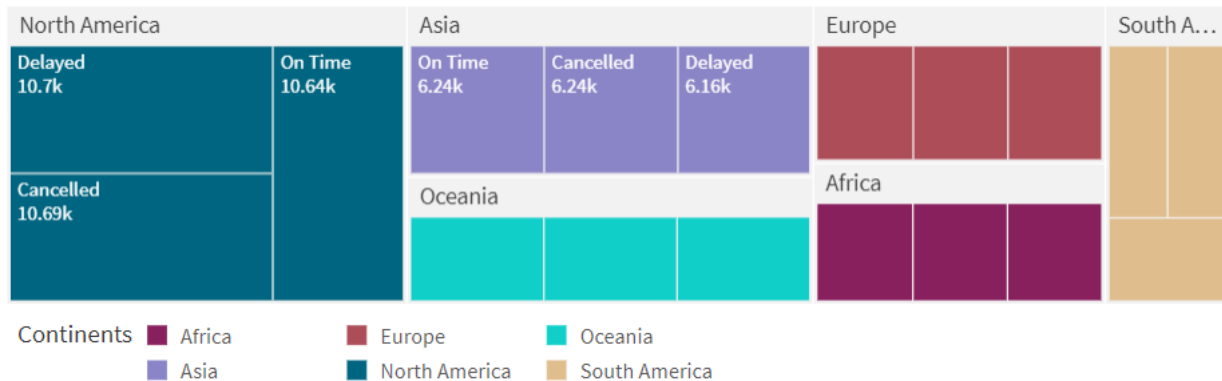 North America
Delayed
10.7k
On Time
10.64k
Cancelled
10.69k
Asia
On Time
6.24k
Cancelled
6.24k
Delayed
6.16k
Oceania
Europe
Africa
South A...
Continents
Africa
Europe
Oceania
Asia
North America
South America